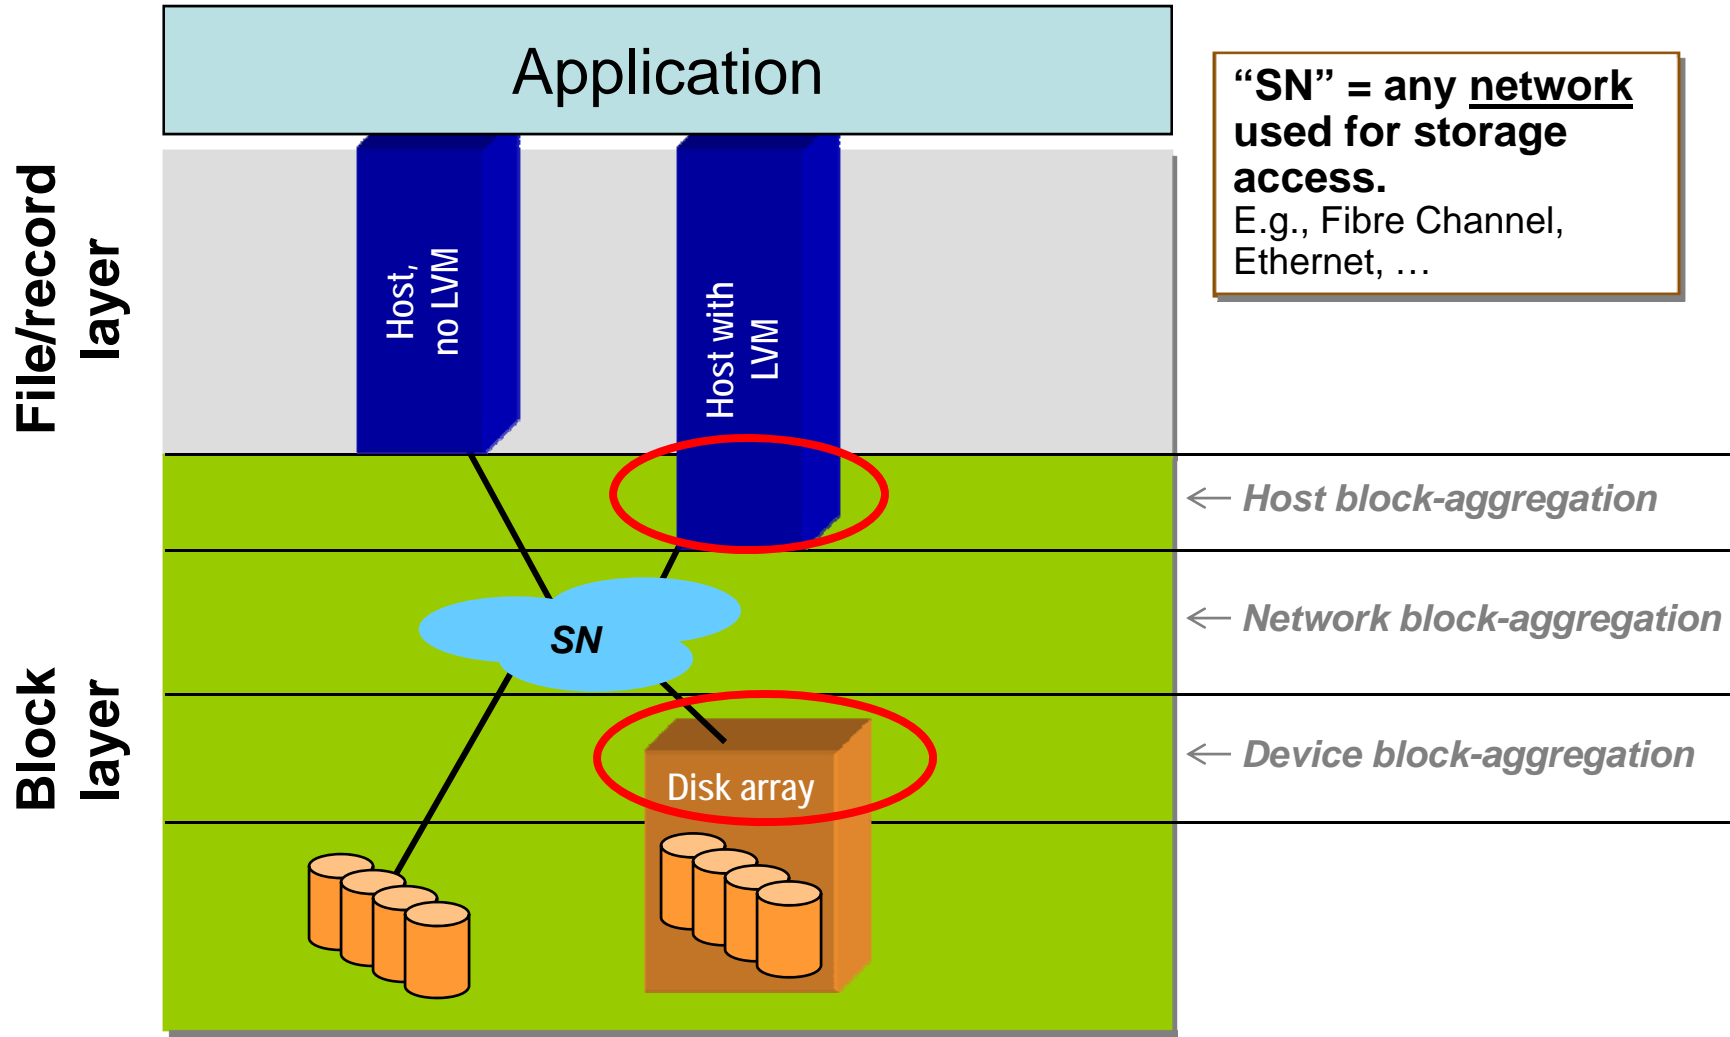 Application
“SN” = any network
used for storage
access.
E.g., Fibre Channel,
Ethernet, …
File/record
layer
Host,
no LVM
Host with
LVM
← Host block-aggregation
← Network block-aggregation
SN
Block
layer
← Device block-aggregation
Disk array